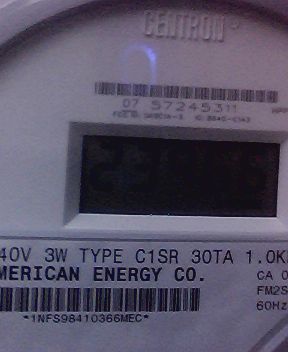 CENTRON
07 57245311
40V 3W TYPE C1SR 30TA 1.0K
MERICAN ENERGY CO.
CA 0
FM2S
60Hz
*1NFS98410366MEC*